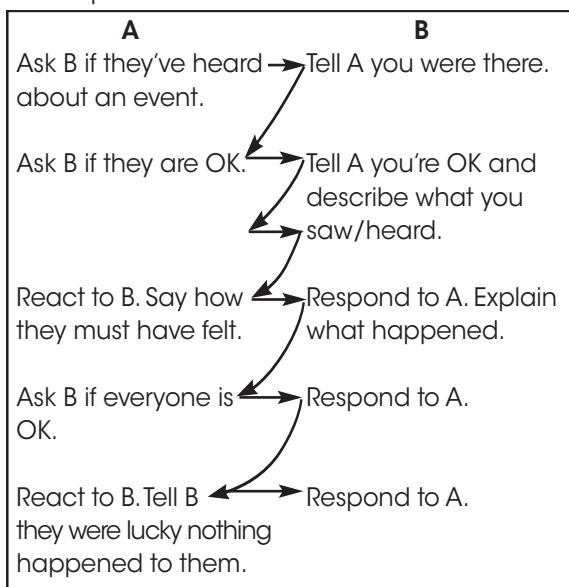 A
B
Ask B if they've heard
about an event.
Tell A you were there.
Ask B if they are OK.
Tell A you're OK and
describe what you
saw/heard.
React to B. Say how
they must have felt.
Respond to A. Explain
what happened.
Ask B if everyone is
OK.
Respond to A.
React to B. Tell B
they were lucky nothing
happened to them.
Respond to A.